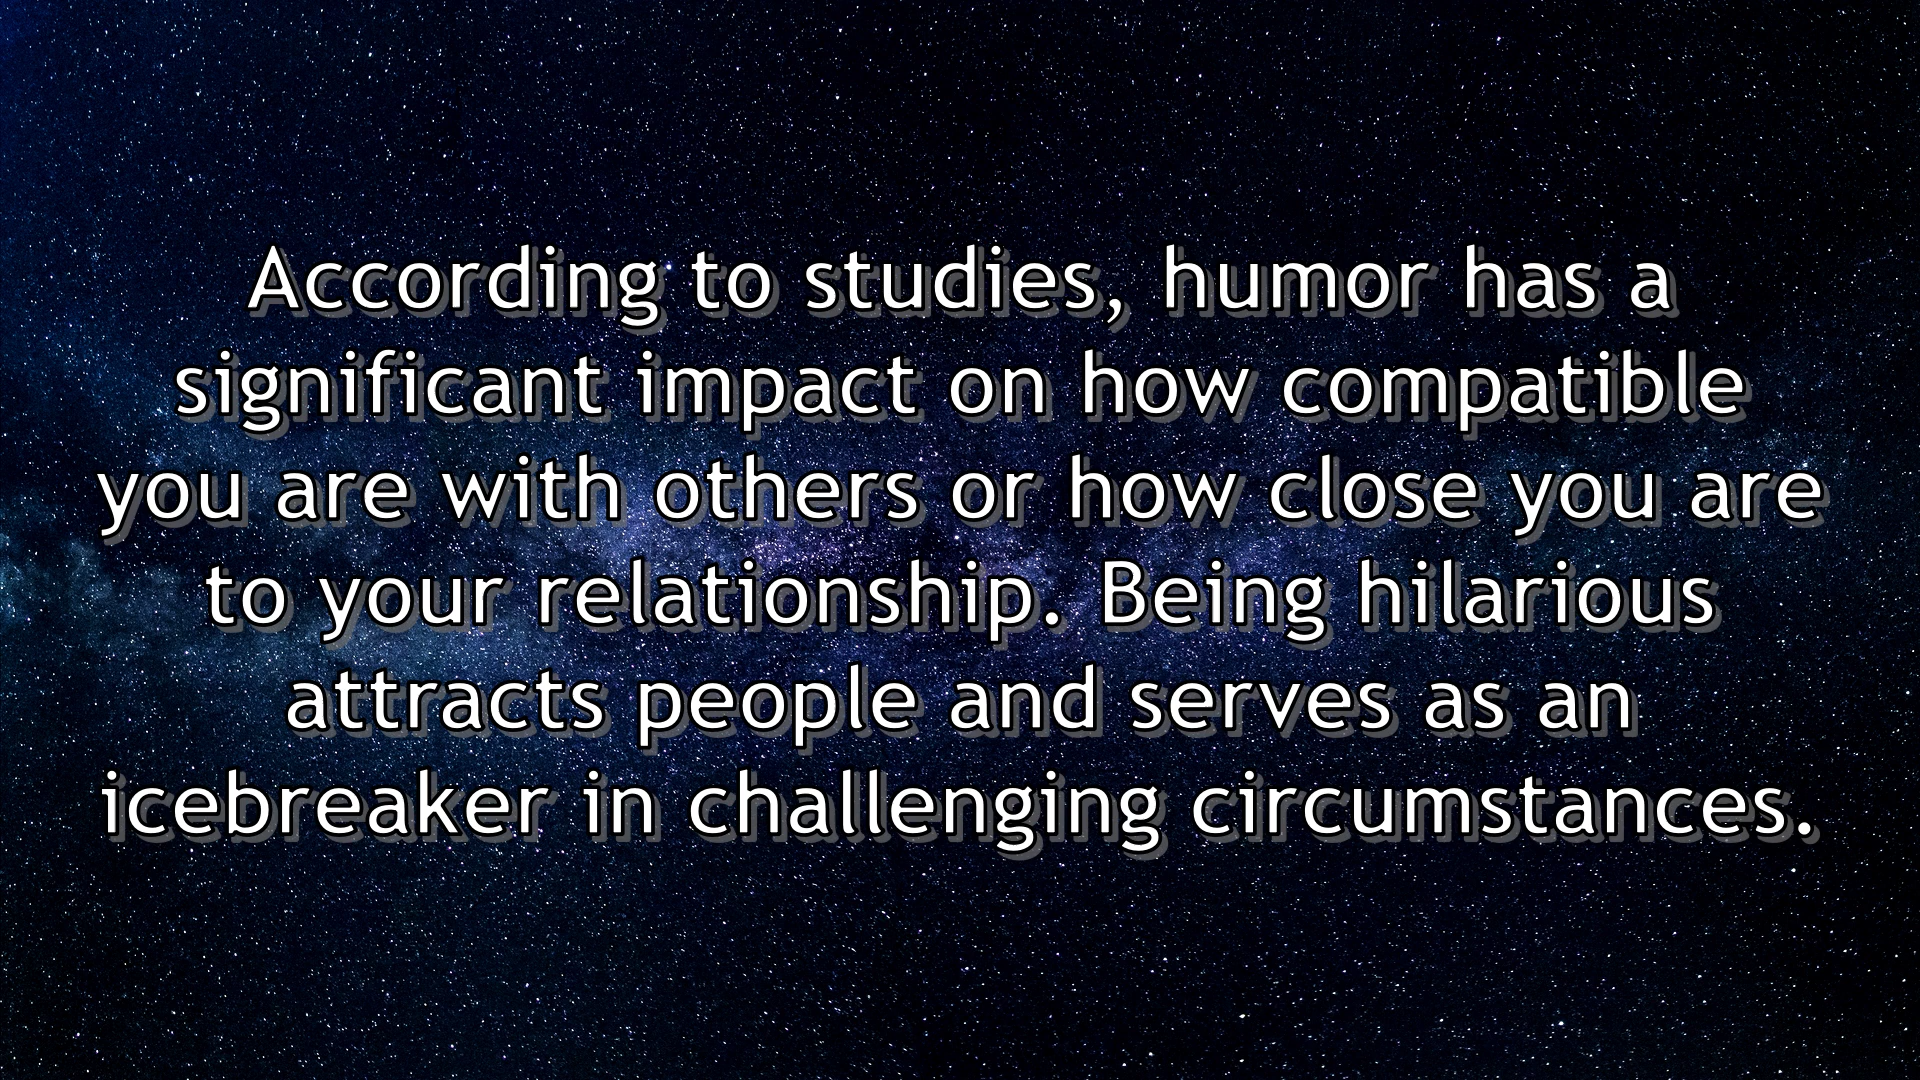 According to studies, humor has a
significant impact on how compatible
you are with others or how close you are
to your relationship. Being hilarious
attracts people and serves as an
icebreaker in challenging circumstances.